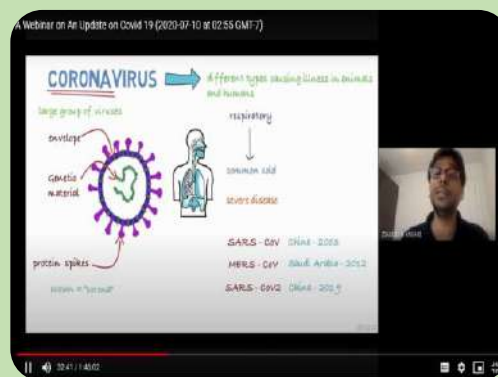 A Webinar on An Update on Covid 19 (2020-07-10 at 02:55 GMT-7)
CORONAVIRUS
different types causing illness in animals
and humans
large group of viruses
respiratory
envelope
Genetic
material
common cold
severe disease
protein spikes
SARS - CoV China - 2003
MERS - CoV Saudi Arabia - 2012
SARS - CoV2 China - 2019
32:41 / 1:46:02